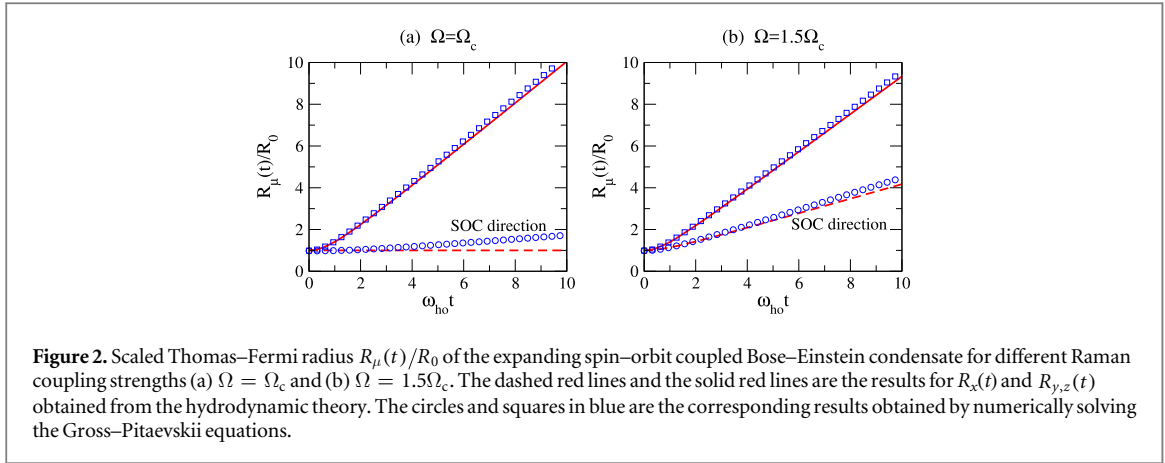 (a) Ω=Ω_c
(b) Ω=1.5Ω_c
10
8
6
4
2
0
R_μ(t)/R_0
SOC direction
0 2 4 6 8 10
ω_ho t
10
8
6
4
2
0
R_μ(t)/R_0
SOC direction
0 2 4 6 8 10
ω_ho t
Figure 2. Scaled Thomas–Fermi radius R_μ(t)/R_0 of the expanding spin–orbit coupled Bose–Einstein condensate for different Raman
coupling strengths (a) Ω = Ω_c and (b) Ω = 1.5Ω_c. The dashed red lines and the solid red lines are the results for R_x(t) and R_y,z(t)
obtained from the hydrodynamic theory. The circles and squares in blue are the corresponding results obtained by numerically solving
the Gross–Pitaevskii equations.